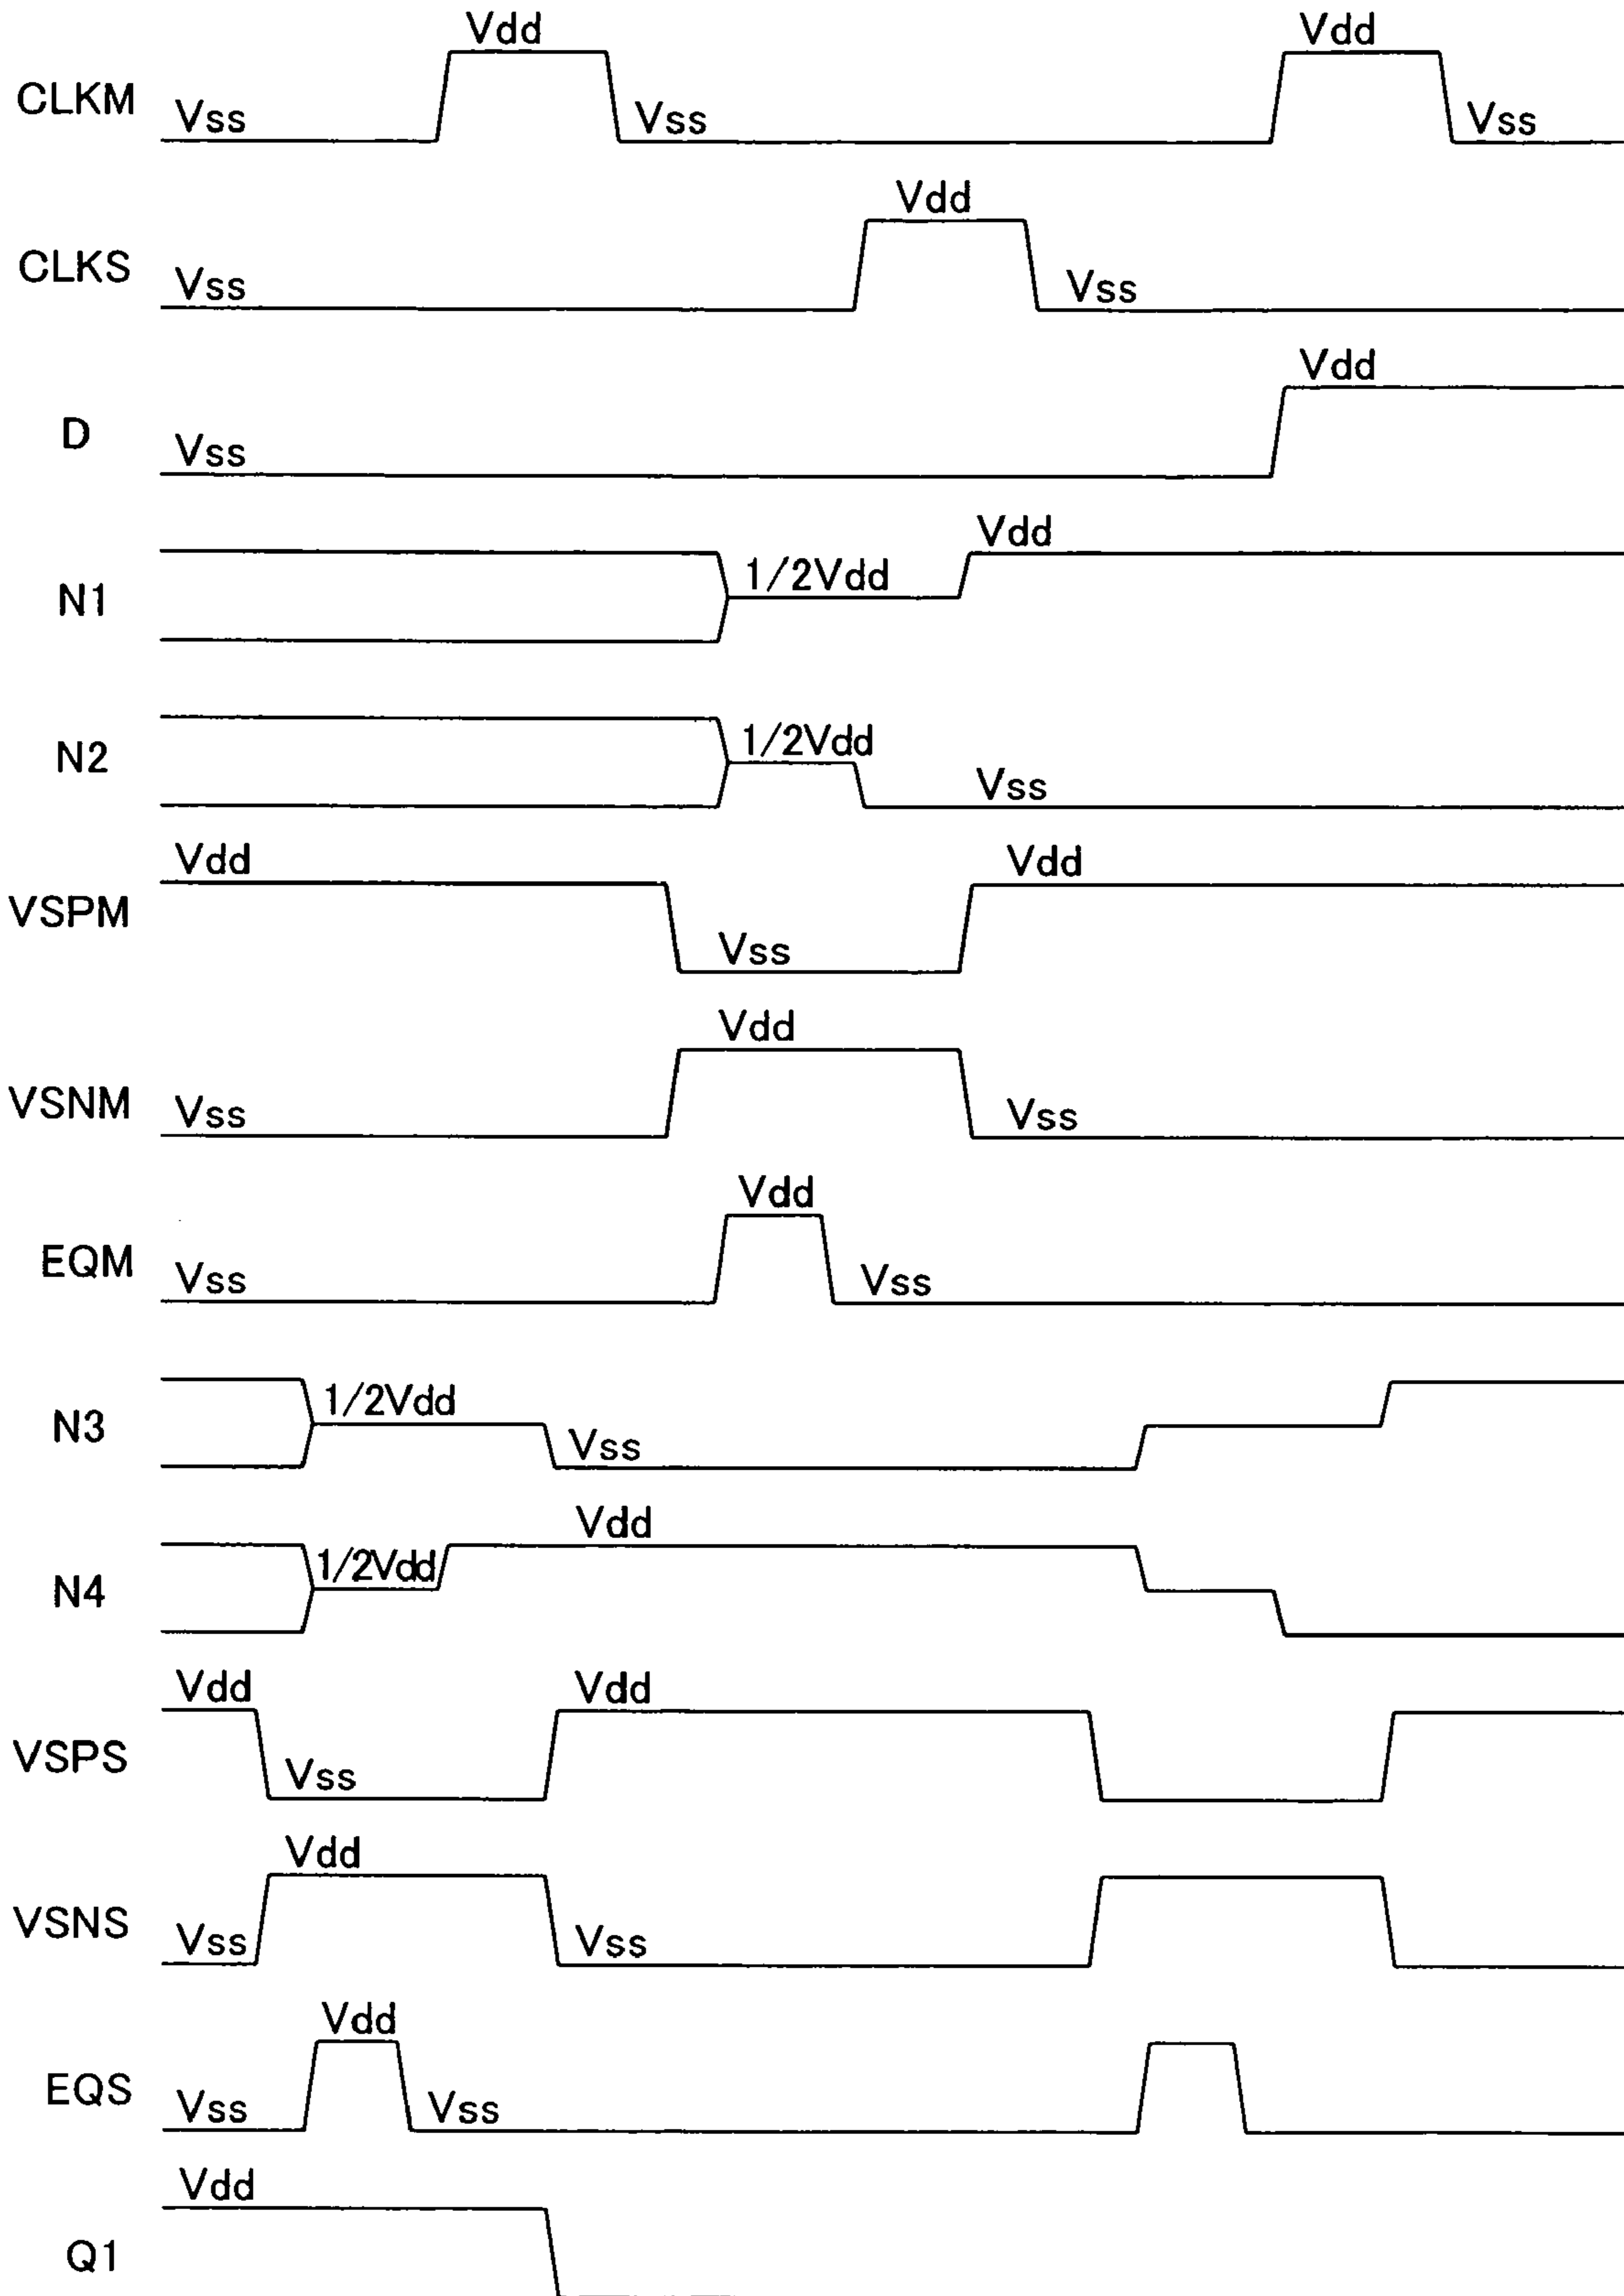 Vdd Vdd
CLKM Vss Vss Vss
Vdd
CLKS Vss Vss
Vdd
D Vss
Vdd
N1 1/2Vdd
N2 1/2Vdd
Vss
Vdd Vdd
VSPM
Vss
Vdd
VSNM Vss Vss
Vdd
EQM Vss Vss
N3 1/2Vdd
Vss
Vdd
N4 1/2Vdd
Vdd Vdd
VSPS Vss
Vdd
VSNS Vss Vss
Vdd
EQS Vss Vss
Vdd
Q1